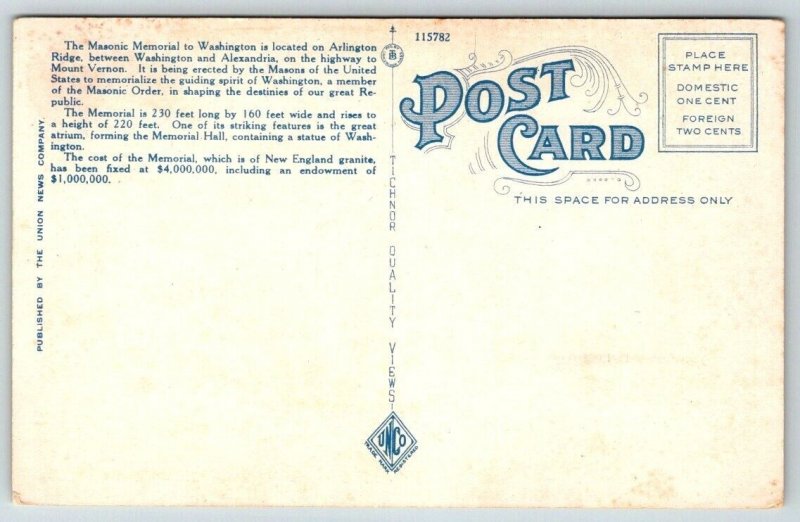 The Masonic Memorial to Washington is located on Arlington
Ridge, between Washington and Alexandria, on the highway to
Mount Vernon. It is being erected by the Masons of the United
States to memorialize the guiding spirit of Washington, a member
of the Masonic Order, in shaping the destinies of our great Re-
public.
The Memorial is 230 feet long by 160 feet wide and rises to
a height of 220 feet. One of its striking features is the great
atrium, forming the Memorial Hall, containing a statue of Wash-
ington.
The cost of the Memorial, which is of New England granite,
has been fixed at $4,000,000, including an endowment of
$1,000,000.
PUBLISHED BY THE UNION NEWS COMPANY.
TICHNOR QUALITY VIEWS
UNCO
TRADE MARK
REGISTERED
115782
POST
CARD
PLACE
STAMP HERE
DOMESTIC
ONE CENT
FOREIGN
TWO CENTS
THIS SPACE FOR ADDRESS ONLY